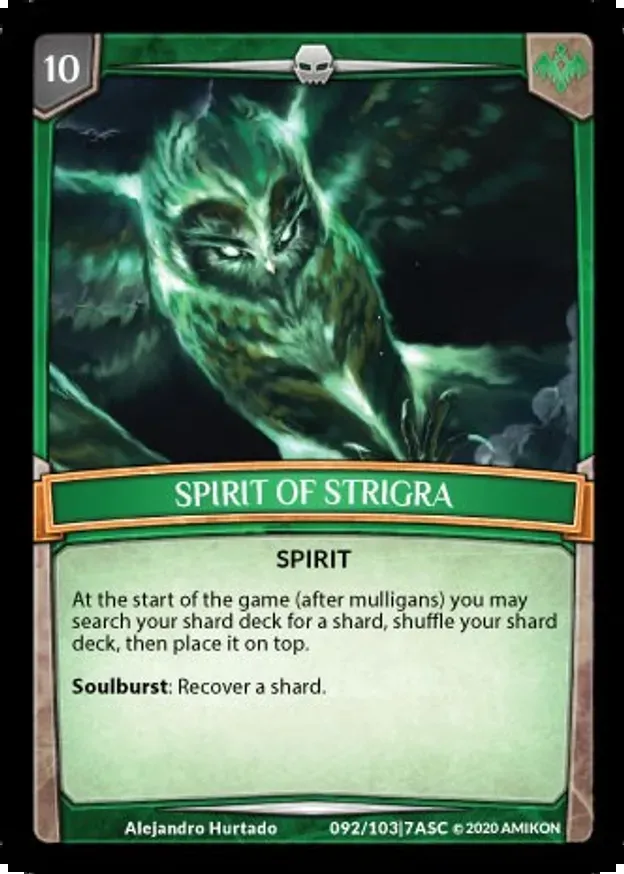 10
SPIRIT OF STRIGRA
SPIRIT
At the start of the game (after mulligans) you may
search your shard deck for a shard, shuffle your shard
deck, then place it on top.
Soulburst: Recover a shard.
Alejandro Hurtado 092/103|7ASC © 2020 AMIKON